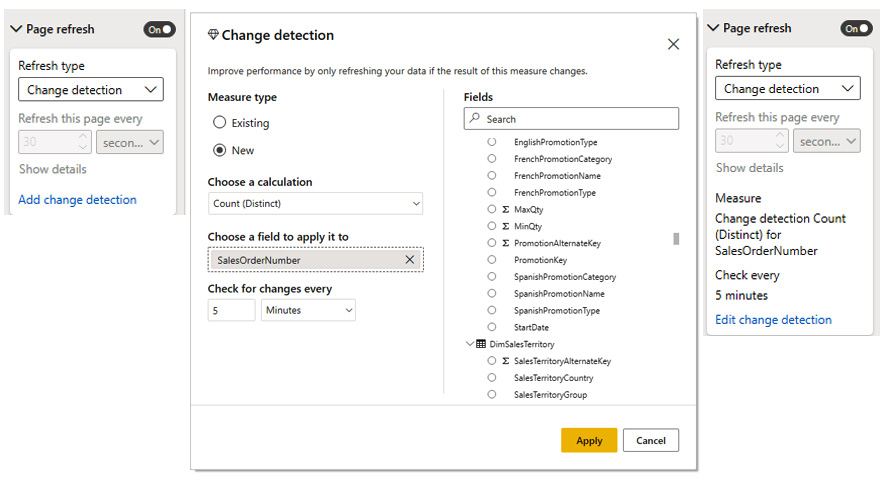 Page refresh
On
Refresh type
Change detection
Refresh this page every
30
secon...
Show details
Add change detection
Change detection
Improve performance by only refreshing your data if the result of this measure changes.
Measure type
Existing
New
Choose a calculation
Count (Distinct)
Choose a field to apply it to
SalesOrderNumber
Check for changes every
5
Minutes
Fields
Search
EnglishPromotionType
FrenchPromotionCategory
FrenchPromotionName
FrenchPromotionType
MaxQty
MinQty
PromotionAlternateKey
PromotionKey
SpanishPromotionCategory
SpanishPromotionName
SpanishPromotionType
StartDate
DimSalesTerritory
SalesTerritoryAlternateKey
SalesTerritoryCountry
SalesTerritoryGroup
Apply
Cancel
Page refresh
On
Refresh type
Change detection
Refresh this page every
30
secon...
Show details
Measure
Change detection Count
(Distinct) for
SalesOrderNumber
Check every
5 minutes
Edit change detection